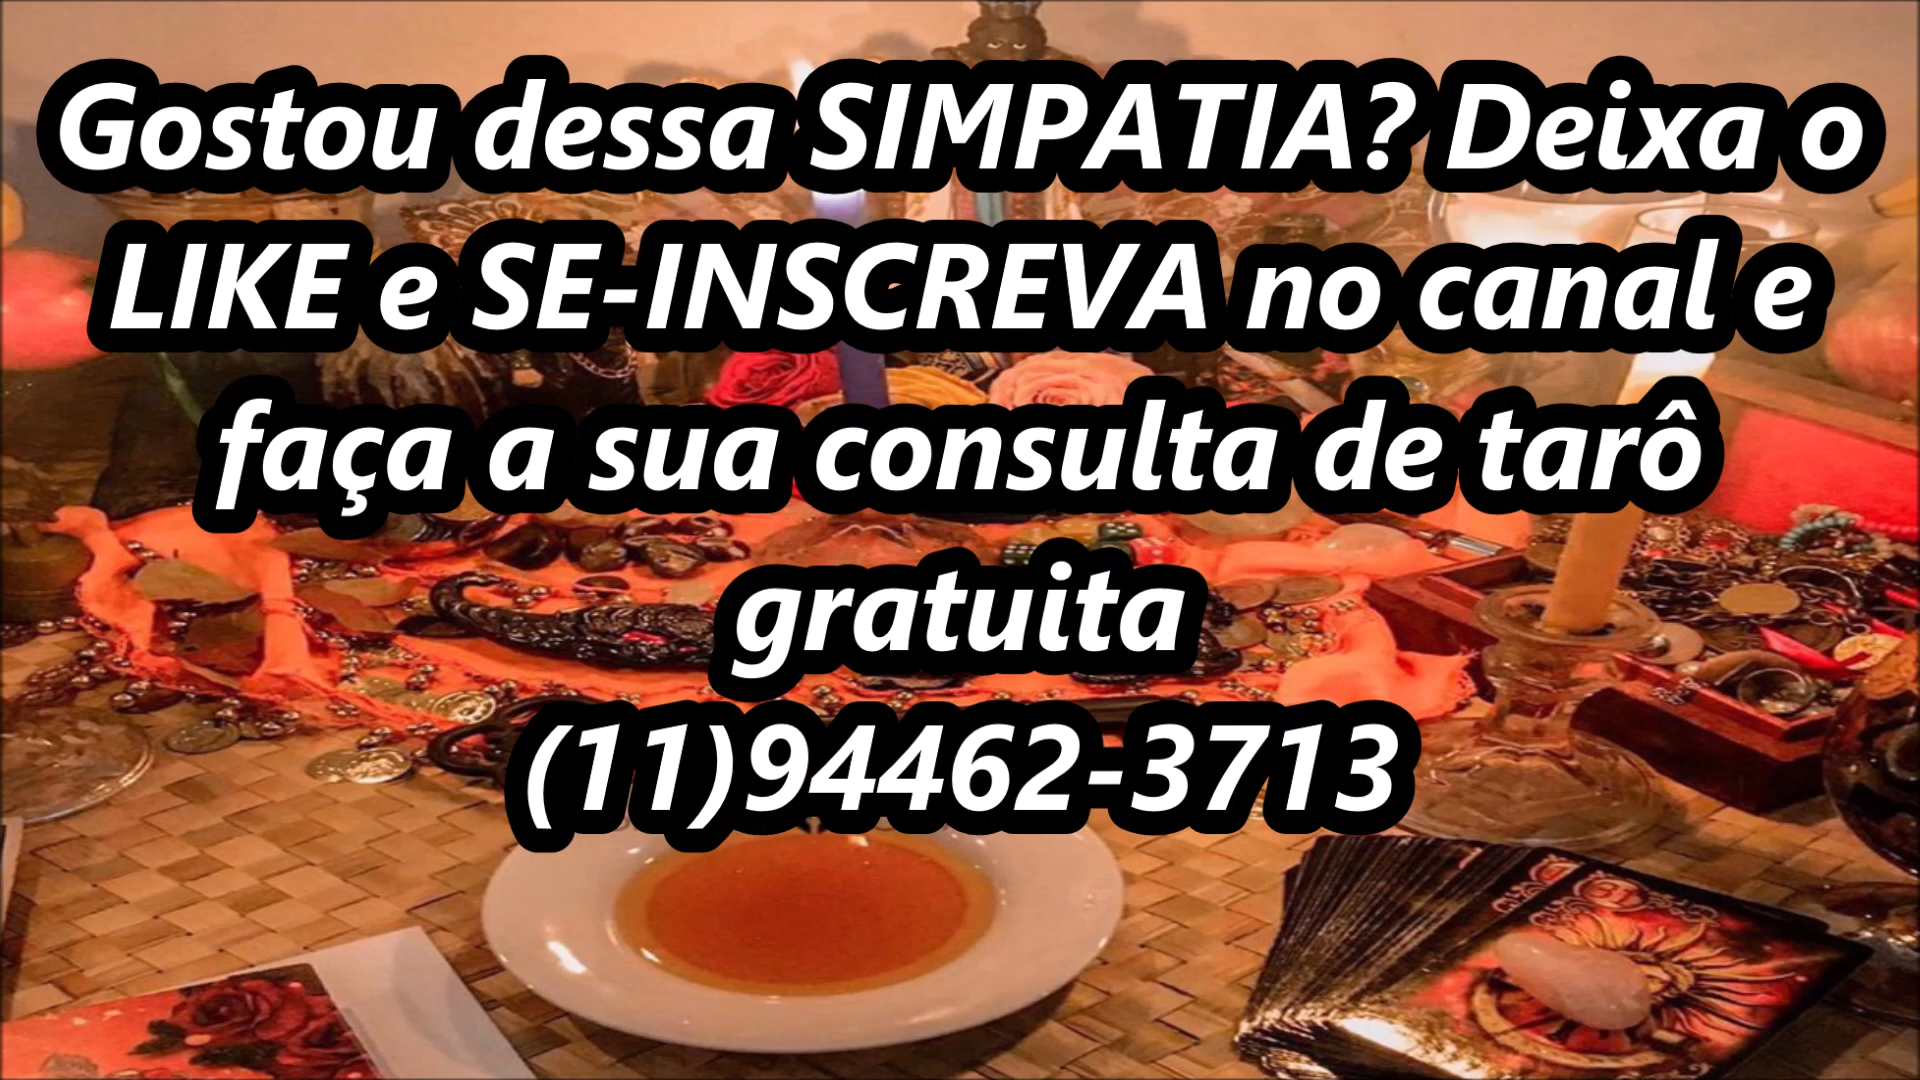 Gostou dessa SIMPATIA? Deixa o
LIKE e SE-INSCREVA no canal e
faça a sua consulta de tarô
gratuita
(11)94462-3713